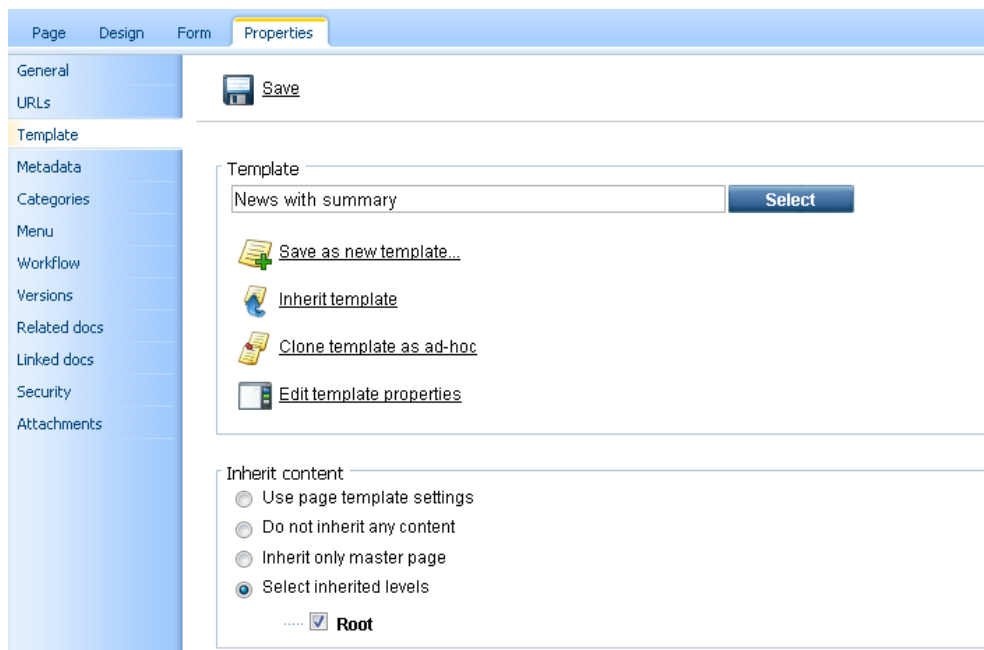 Page Design Form Properties
General
URLs
Template
Metadata
Categories
Menu
Workflow
Versions
Related docs
Linked docs
Security
Attachments
Save
Template
News with summary Select
Save as new template...
Inherit template
Clone template as ad-hoc
Edit template properties
Inherit content
Use page template settings
Do not inherit any content
Inherit only master page
Select inherited levels
Root